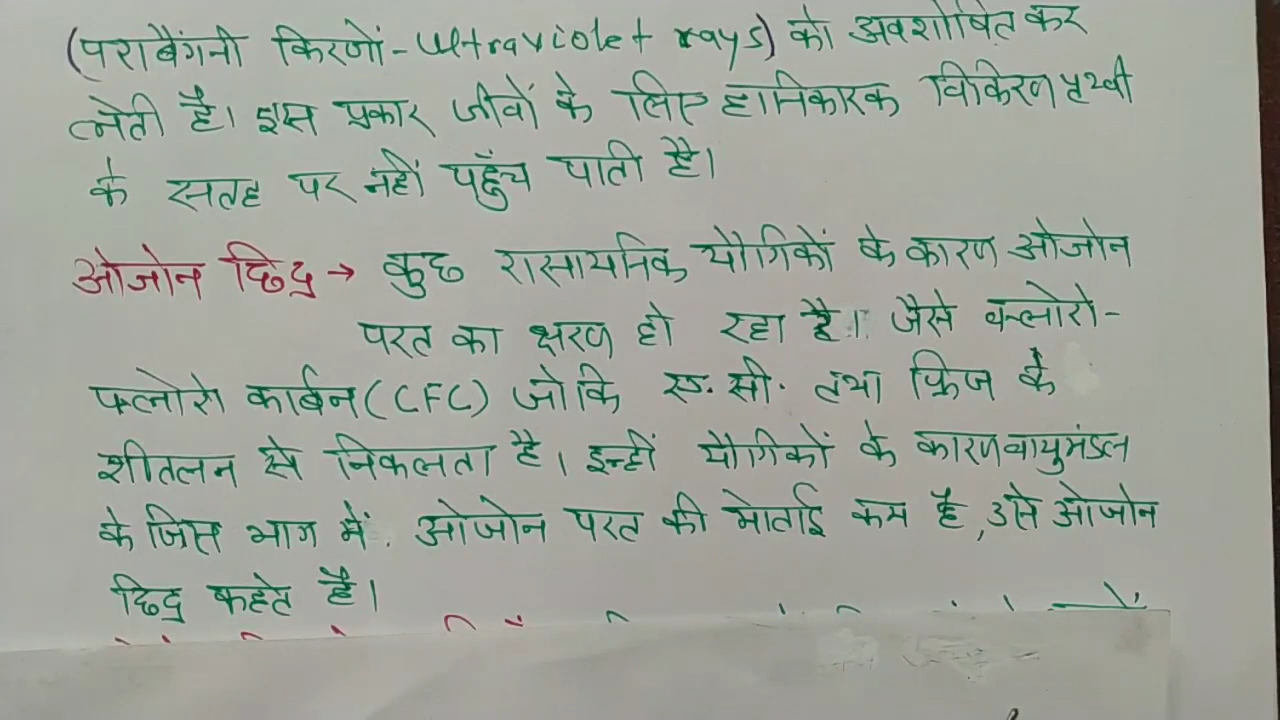 (पराबैंगनी किरणों - ultraviolet rays) को अवशोषित कर
लेती है। इस प्रकार जीवों के लिए हानिकारक विकिरण पृथ्वी
के सतह पर नहीं पहुँच पाती है।
ओजोन छिद्र → कुछ रासायनिक यौगिकों के कारण ओजोन
परत का क्षरण हो रहा है। जैसे क्लोरो-
फ्लोरो कार्बन (CFC) जोकि ए.सी. तथा फ्रिज के
शीतलन से निकलता है। इन्हीं यौगिकों के कारण वायुमंडल
के जिस भाग में ओजोन परत की मोटाई कम है, उसे ओजोन
छिद्र कहते है।